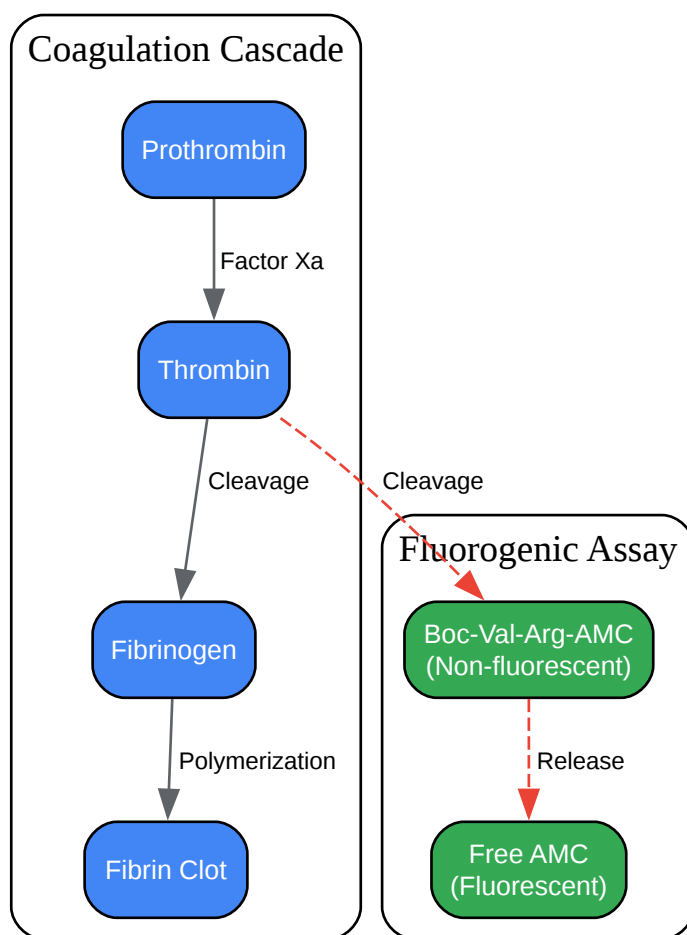 Coagulation Cascade
Prothrombin
Factor Xa
Thrombin
Cleavage
Fibrinogen
Polymerization
Fibrin Clot
Cleavage
Fluorogenic Assay
Boc-Val-Arg-AMC
(Non-fluorescent)
Release
Free AMC
(Fluorescent)